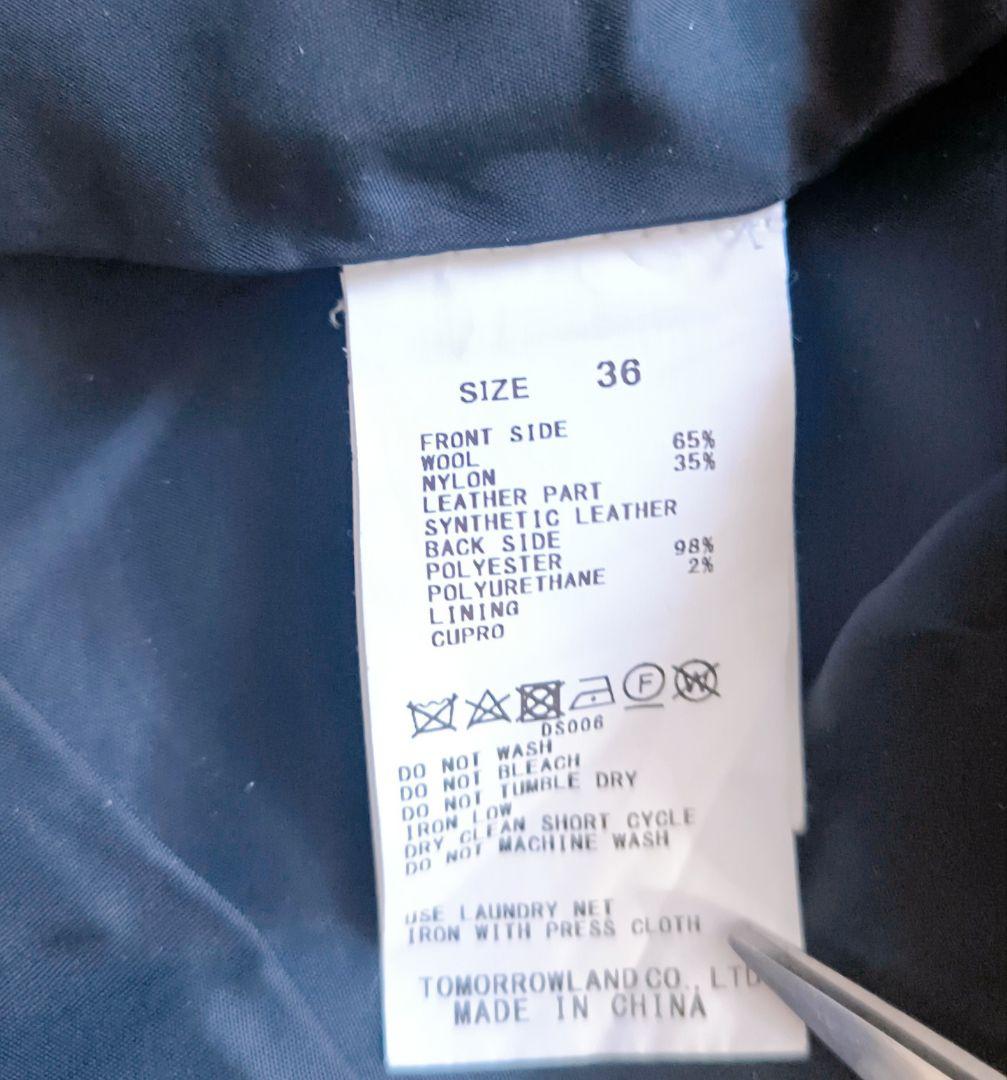 SIZE 36
FRONT SIDE
WOOL 65%
NYLON 35%
LEATHER PART
SYNTHETIC LEATHER
BACK SIDE
POLYESTER 98%
POLYURETHANE 2%
LINING
CUPRO
F W
DS006
DO NOT WASH
DO NOT BLEACH
DO NOT TUMBLE DRY
IRON LOW
DRY CLEAN SHORT CYCLE
DO NOT MACHINE WASH
USE LAUNDRY NET
IRON WITH PRESS CLOTH
TOMORROWLAND CO., LTD
MADE IN CHINA